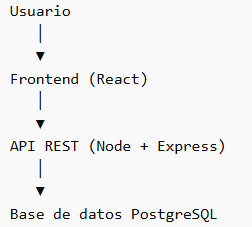 Usuario
Frontend (React)
API REST (Node + Express)
Base de datos PostgreSQL